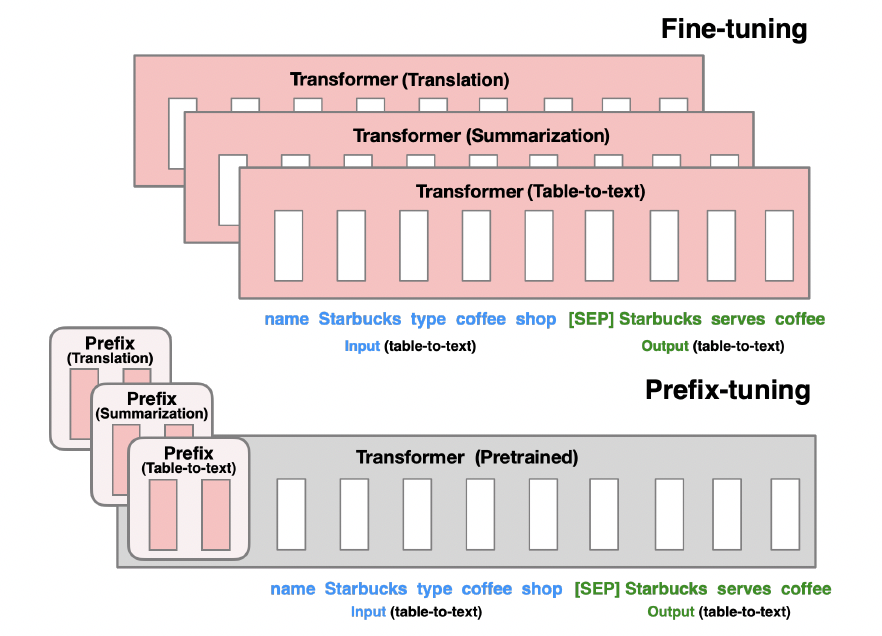 Fine-tuning
Transformer (Translation)
Transformer (Summarization)
Transformer (Table-to-text)
name Starbucks type coffee shop [SEP] Starbucks serves coffee
Input (table-to-text) Output (table-to-text)
Prefix
(Translation)
Prefix-tuning
Prefix
(Summarization)
Prefix
(Table-to-text)
Transformer (Pretrained)
name Starbucks type coffee shop [SEP] Starbucks serves coffee
Input (table-to-text) Output (table-to-text)